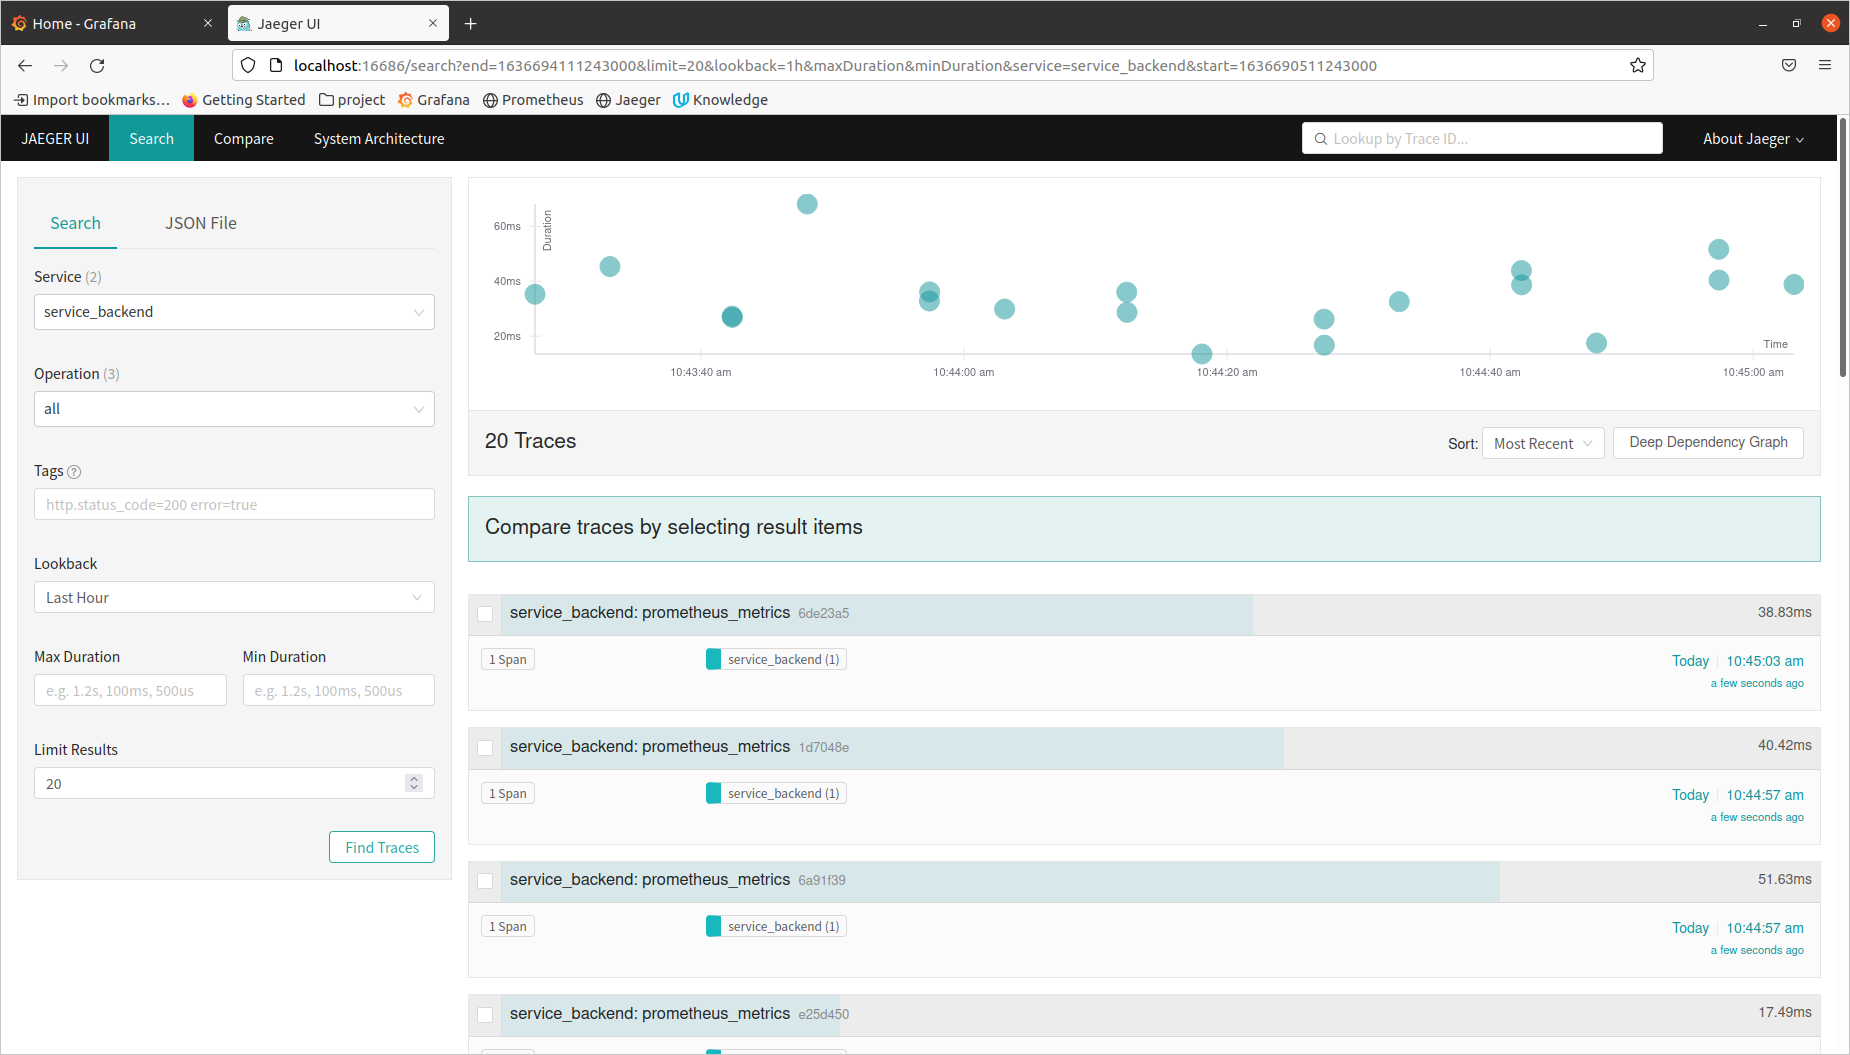 Home - Grafana
Jaeger UI
localhost:16686/search?end=1636694111243000&limit=20&lookback=1h&maxDuration&minDuration&service=service_backend&start=1636690511243000
Import bookmarks… Getting Started project Grafana Prometheus Jaeger Knowledge
JAEGER UI Search Compare System Architecture Lookup by Trace ID... About Jaeger
Search JSON File
Service (2)
service_backend
Operation (3)
all
Tags ?
http.status_code=200 error=true
Lookback
Last Hour
Max Duration Min Duration
e.g. 1.2s, 100ms, 500us e.g. 1.2s, 100ms, 500us
Limit Results
20
Find Traces
Duration
60ms
40ms
20ms
Time
10:43:40 am 10:44:00 am 10:44:20 am 10:44:40 am 10:45:00 am
20 Traces Sort: Most Recent Deep Dependency Graph
Compare traces by selecting result items
service_backend: prometheus_metrics 6de23a5 38.83ms
1 Span service_backend (1) Today 10:45:03 am
a few seconds ago
service_backend: prometheus_metrics 1d7048e 40.42ms
1 Span service_backend (1) Today 10:44:57 am
a few seconds ago
service_backend: prometheus_metrics 6a91f39 51.63ms
1 Span service_backend (1) Today 10:44:57 am
a few seconds ago
service_backend: prometheus_metrics e25d450 17.49ms